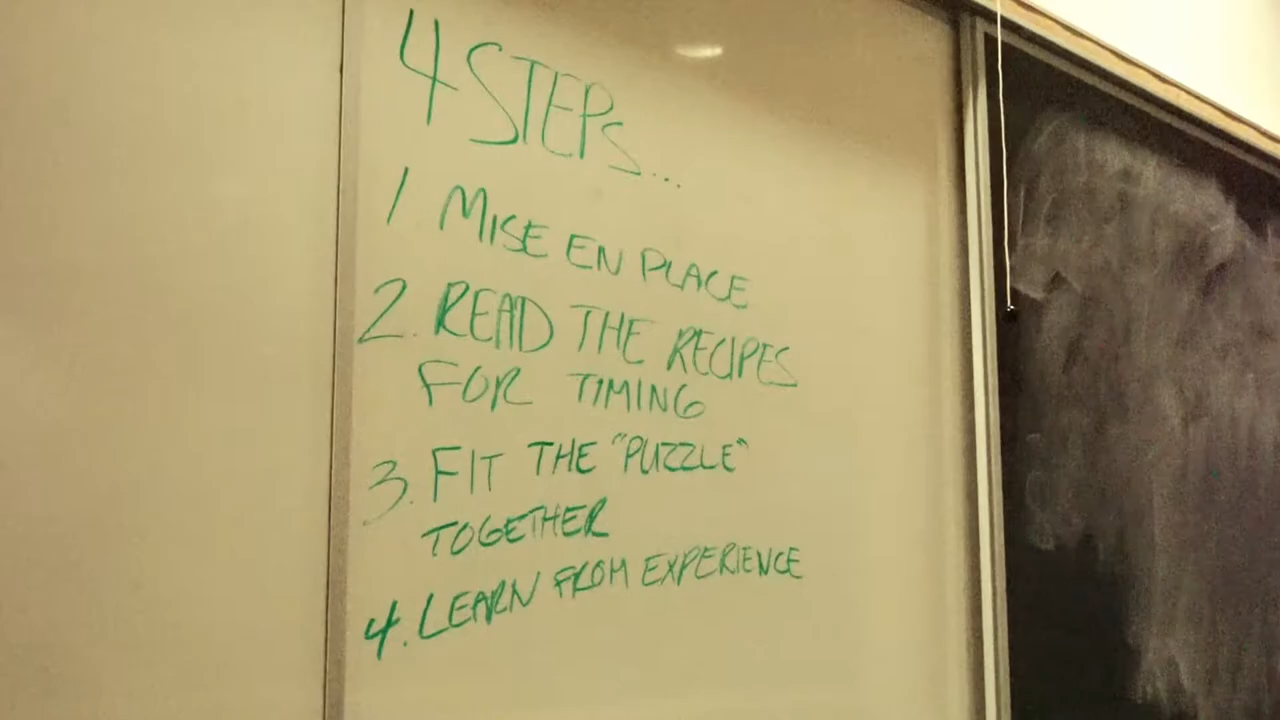 4 STEPS...
1 MISE EN PLACE
2. READ THE RECIPES
FOR TIMING
3. FIT THE "PUZZLE"
TOGETHER
4. LEARN FROM EXPERIENCE